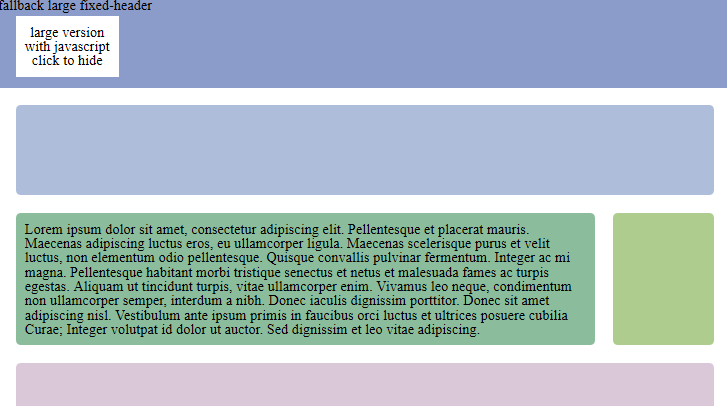 fallback large fixed-header
large version
with javascript
click to hide
Lorem ipsum dolor sit amet, consectetur adipiscing elit. Pellentesque et placerat mauris.
Maecenas adipiscing luctus eros, eu ullamcorper ligula. Maecenas scelerisque purus et velit
luctus, non elementum odio pellentesque. Quisque convallis pulvinar fermentum. Integer ac mi
magna. Pellentesque habitant morbi tristique senectus et netus et malesuada fames ac turpis
egestas. Aliquam ut tincidunt turpis, vitae ullamcorper enim. Vivamus leo neque, condimentum
non ullamcorper semper, interdum a nibh. Donec iaculis dignissim porttitor. Donec sit amet
adipiscing nisl. Vestibulum ante ipsum primis in faucibus orci luctus et ultrices posuere cubilia
Curae; Integer volutpat id dolor ut auctor. Sed dignissim et leo vitae adipiscing.